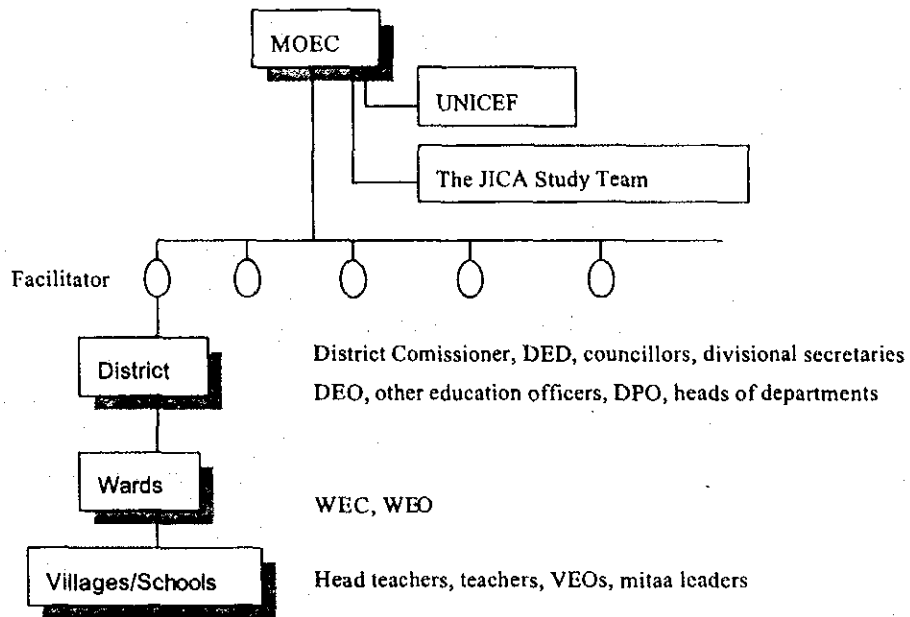 MOEC
UNICEF
The JICA Study Team
Facilitator
District
District Comissioner, DED, councillors, divisional secretaries
DEO, other education officers, DPO, heads of departments
Wards
WEC, WEO
Villages/Schools
Head teachers, teachers, VEOs, mitaa leaders